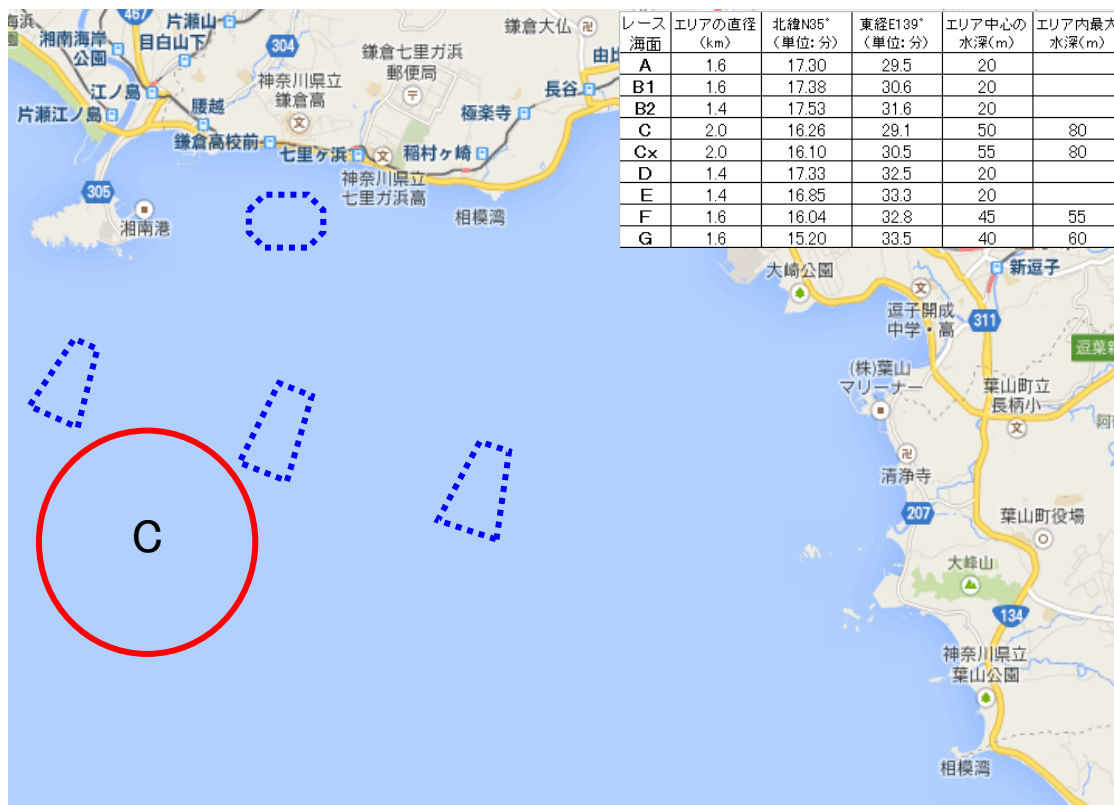 レース エリアの直径 北緯N35° 東経E139° エリア中心の エリア内最大
海面 (km) (単位:分) (単位:分) 水深(m) 水深(m)
A 1.6 17.30 29.5 20
B1 1.6 17.38 30.6 20
B2 1.4 17.53 31.6 20
C 2.0 16.26 29.1 50 80
Cx 2.0 16.10 30.5 55 80
D 1.4 17.33 32.5 20
E 1.4 16.85 33.3 20
F 1.6 16.04 32.8 45 55
G 1.6 15.20 33.5 40 60
467
片瀬山
目白山下
湘南海岸
公園
304
鎌倉大仏
鎌倉七里ガ浜
郵便局
神奈川県立
鎌倉高
江ノ島
片瀬江ノ島
腰越
鎌倉高校前
七里ヶ浜
稲村ヶ崎
極楽寺
長谷
由比
神奈川県立
七里ガ浜高
相模湾
305
湘南港
C
大崎公園
新逗子
逗子開成
中学・高
311
逗葉新
(株)葉山
マリーナー
葉山町立
長柄小
清浄寺
207
葉山町役場
大峰山
134
神奈川県立
葉山公園
相模湾